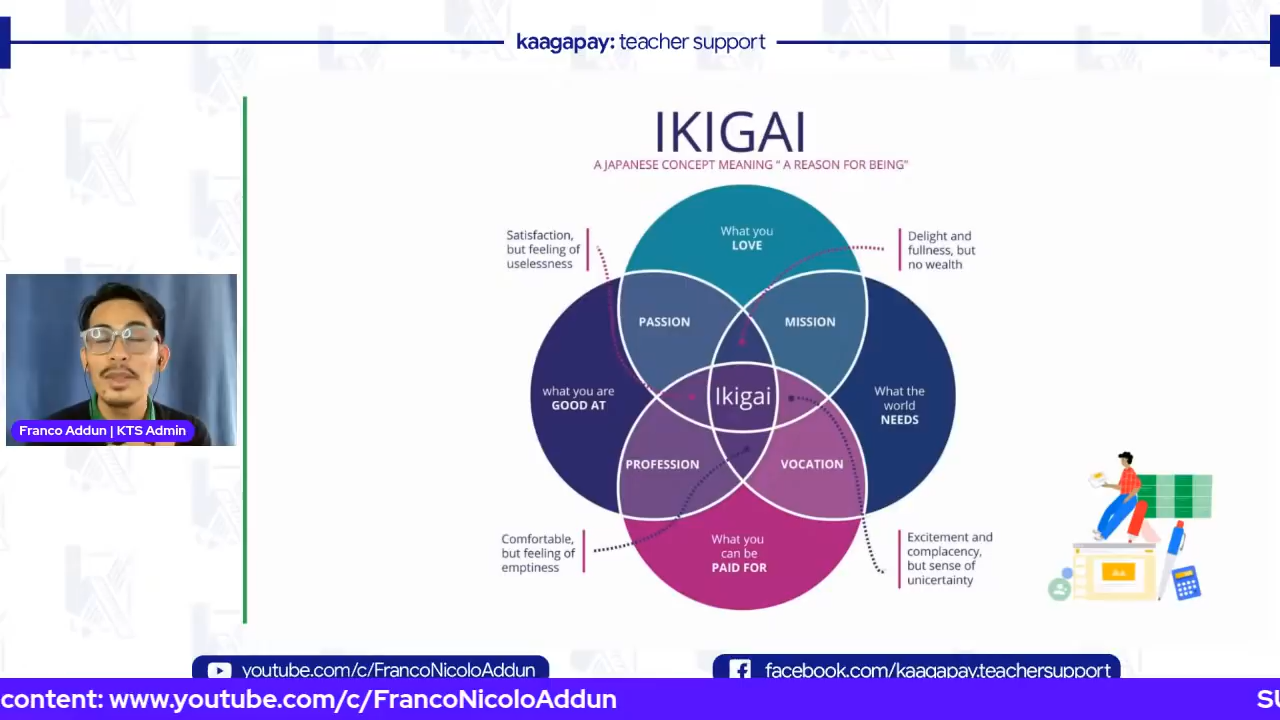 kaagapay: teacher support
IKIGAI
A JAPANESE CONCEPT MEANING “ A REASON FOR BEING”
Satisfaction,
but feeling of
uselessness
What you
LOVE
Delight and
fullness, but
no wealth
PASSION
MISSION
what you are
GOOD AT
Ikigai
What the
world
NEEDS
PROFESSION
VOCATION
Comfortable,
but feeling of
emptiness
What you
can be
PAID FOR
Excitement and
complacency,
but sense of
uncertainty
Franco Addun | KTS Admin
youtube.com/c/FrancoNicoloAddun
facebook.com/kaagapay.teachersupport
content: www.youtube.com/c/FrancoNicoloAddun